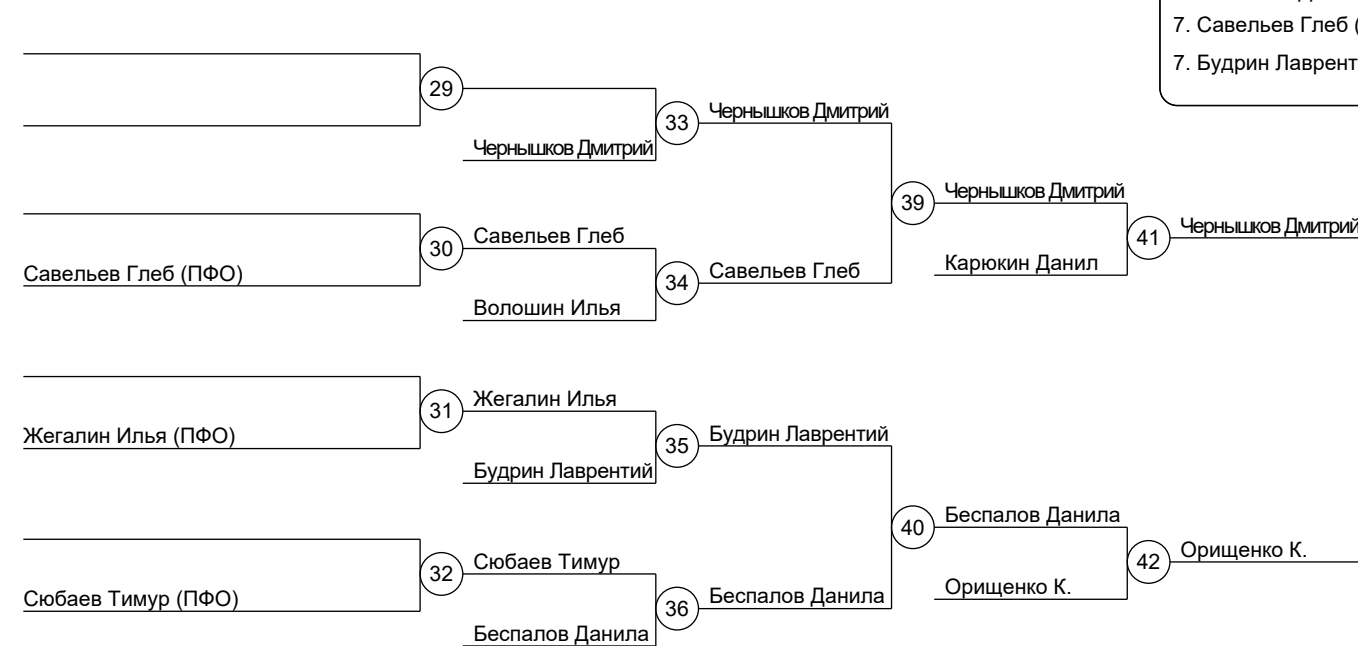 7. Савельев Глеб (
7. Будрин Лаврент
29
Чернышков Дмитрий
33
Чернышков Дмитрий
Чернышков Дмитрий
39
Чернышков Дмитрий
41
Савельев Глеб
30
Савельев Глеб (ПФО)
Савельев Глеб
34
Карюкин Данил
Волошин Илья
Жегалин Илья
31
Жегалин Илья (ПФО)
Будрин Лаврентий
35
Будрин Лаврентий
Беспалов Данила
40
Орищенко К.
42
Сюбаев Тимур
32
Орищенко К.
Сюбаев Тимур (ПФО)
Беспалов Данила
36
Беспалов Данила